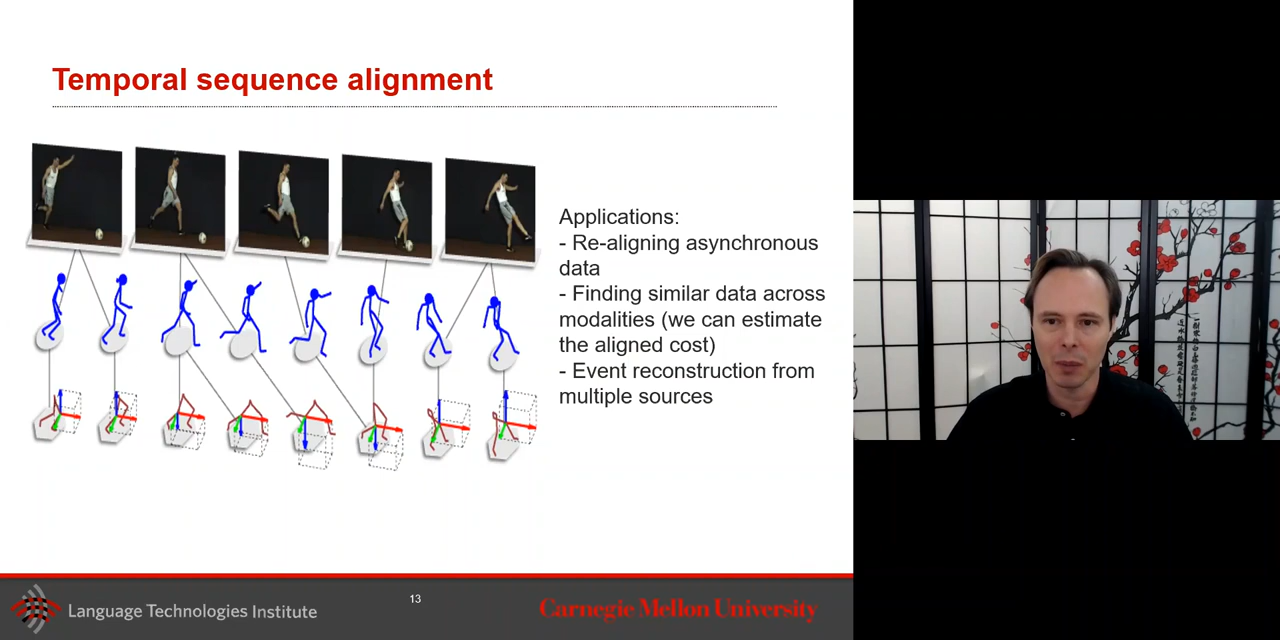 Temporal sequence alignment
Applications:
- Re-aligning asynchronous
data
- Finding similar data across
modalities (we can estimate
the aligned cost)
- Event reconstruction from
multiple sources
Language Technologies Institute
13
Carnegie Mellon University